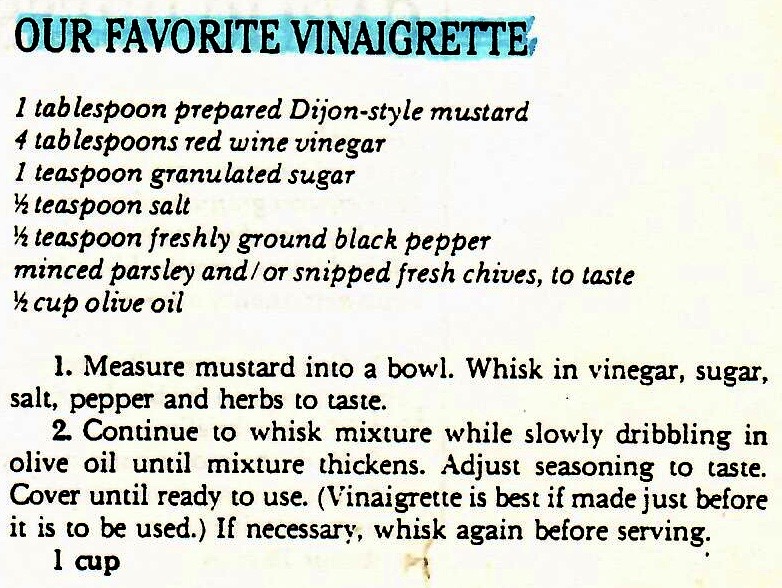 OUR FAVORITE VINAIGRETTE
1 tablespoon prepared Dijon-style mustard
4 tablespoons red wine vinegar
1 teaspoon granulated sugar
½ teaspoon salt
½ teaspoon freshly ground black pepper
minced parsley and/or snipped fresh chives, to taste
½ cup olive oil
1. Measure mustard into a bowl. Whisk in vinegar, sugar,
salt, pepper and herbs to taste.
2. Continue to whisk mixture while slowly dribbling in
olive oil until mixture thickens. Adjust seasoning to taste.
Cover until ready to use. (Vinaigrette is best if made just before
it is to be used.) If necessary, whisk again before serving.
1 cup